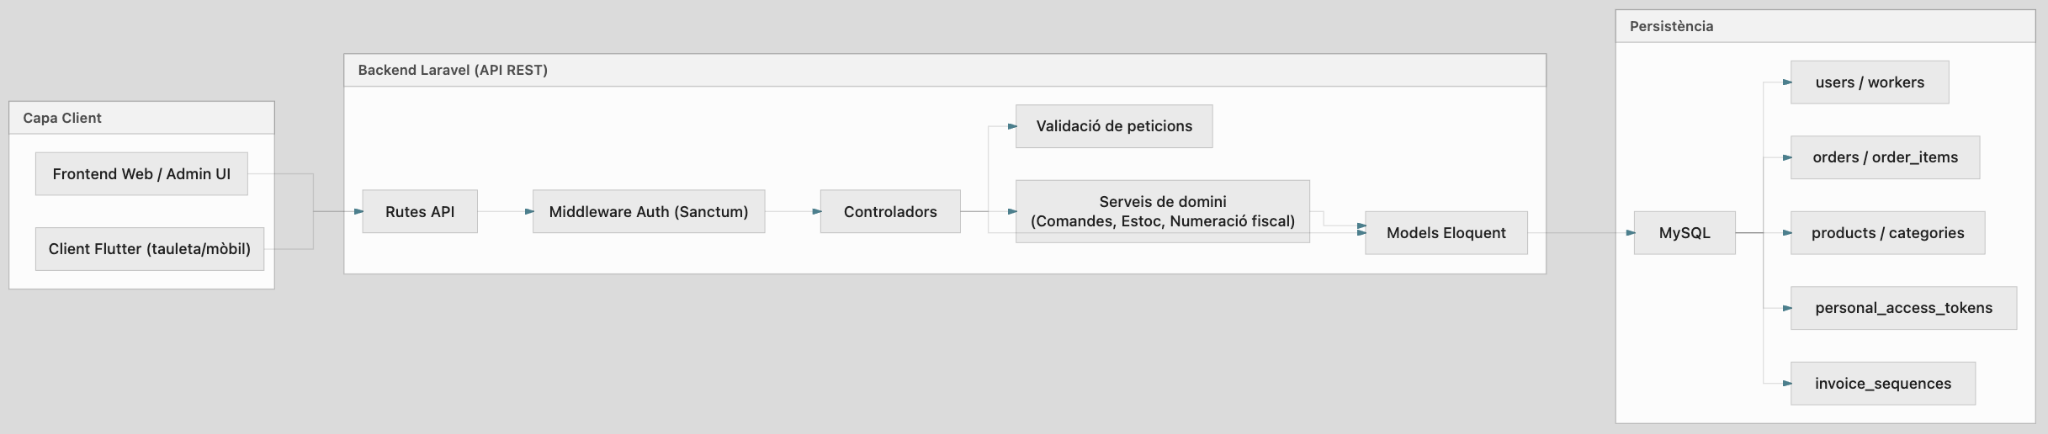 Capa Client
Frontend Web / Admin UI
Client Flutter (tauleta/mòbil)
Backend Laravel (API REST)
Rutes API
Middleware Auth (Sanctum)
Controladors
Validació de peticions
Serveis de domini
(Comandes, Estoc, Numeració fiscal)
Models Eloquent
Persistència
MySQL
users / workers
orders / order_items
products / categories
personal_access_tokens
invoice_sequences